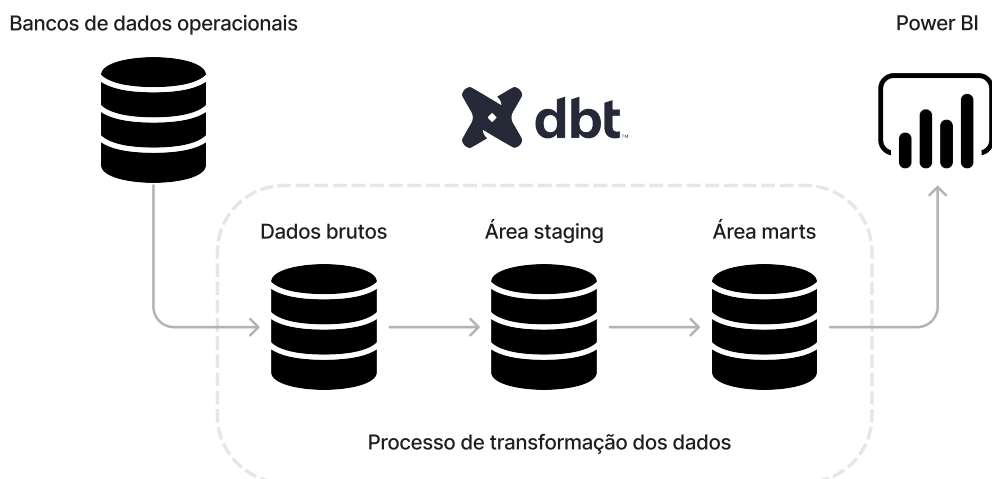 Bancos de dados operacionais
Power BI
dbt
Dados brutos
Área staging
Área marts
Processo de transformação dos dados